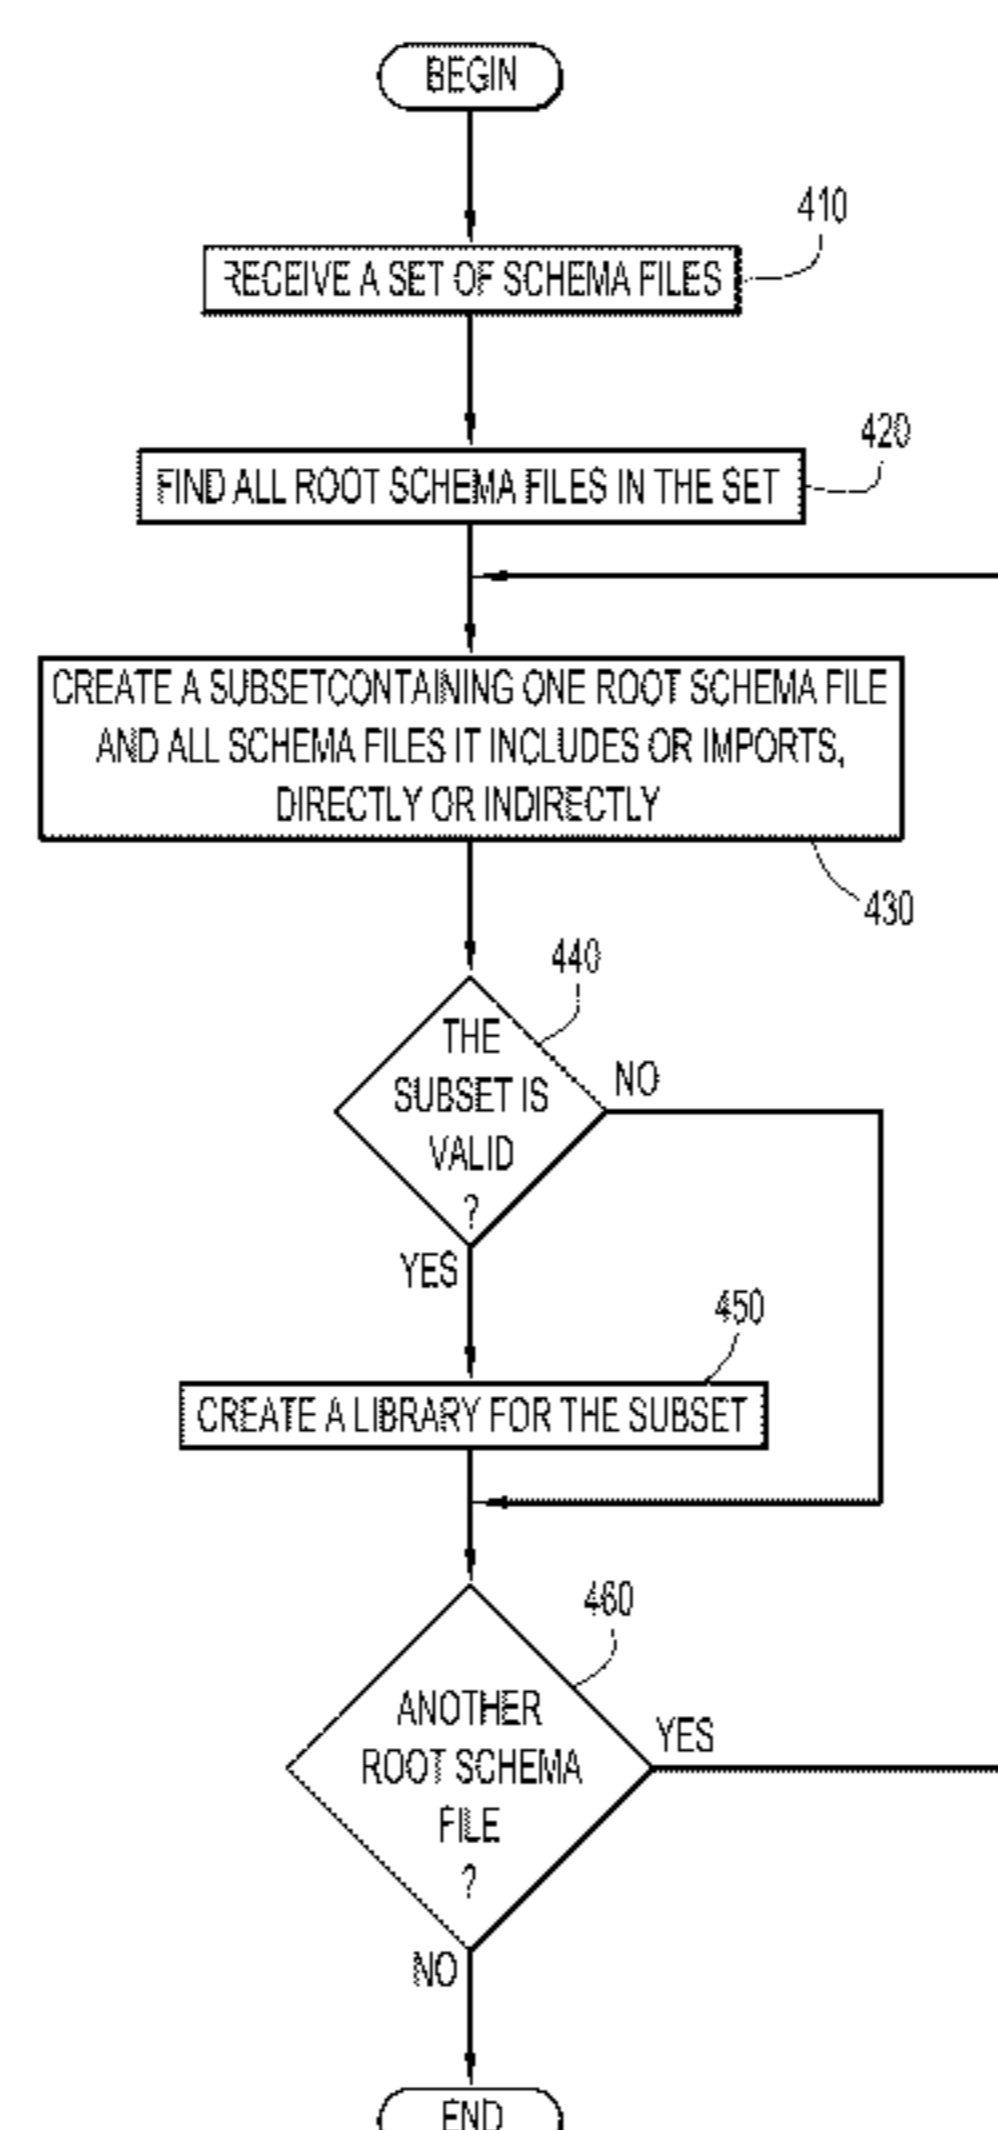 BEGIN
410
RECEIVE A SET OF SCHEMA FILES
420
FIND ALL ROOT SCHEMA FILES IN THE SET
CREATE A SUBSETCONTAINING ONE ROOT SCHEMA FILE
AND ALL SCHEMA FILES IT INCLUDES OR IMPORTS,
DIRECTLY OR INDIRECTLY
430
440
THE
SUBSET IS
VALID
?
NO
YES
450
CREATE A LIBRARY FOR THE SUBSET
460
ANOTHER
ROOT SCHEMA
FILE
?
YES
NO
END